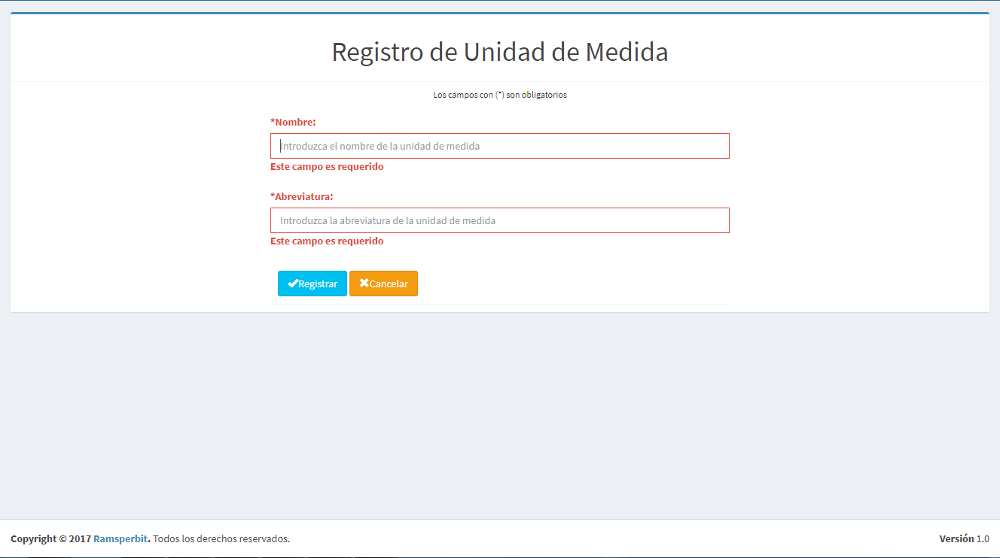 Registro de Unidad de Medida
Los campos con (*) son obligatorios
*Nombre:
Introduzca el nombre de la unidad de medida
Este campo es requerido
*Abreviatura:
Introduzca la abreviatura de la unidad de medida
Este campo es requerido
Registrar Cancelar
Copyright © 2017 Ramsperbit. Todos los derechos reservados. Versión 1.0